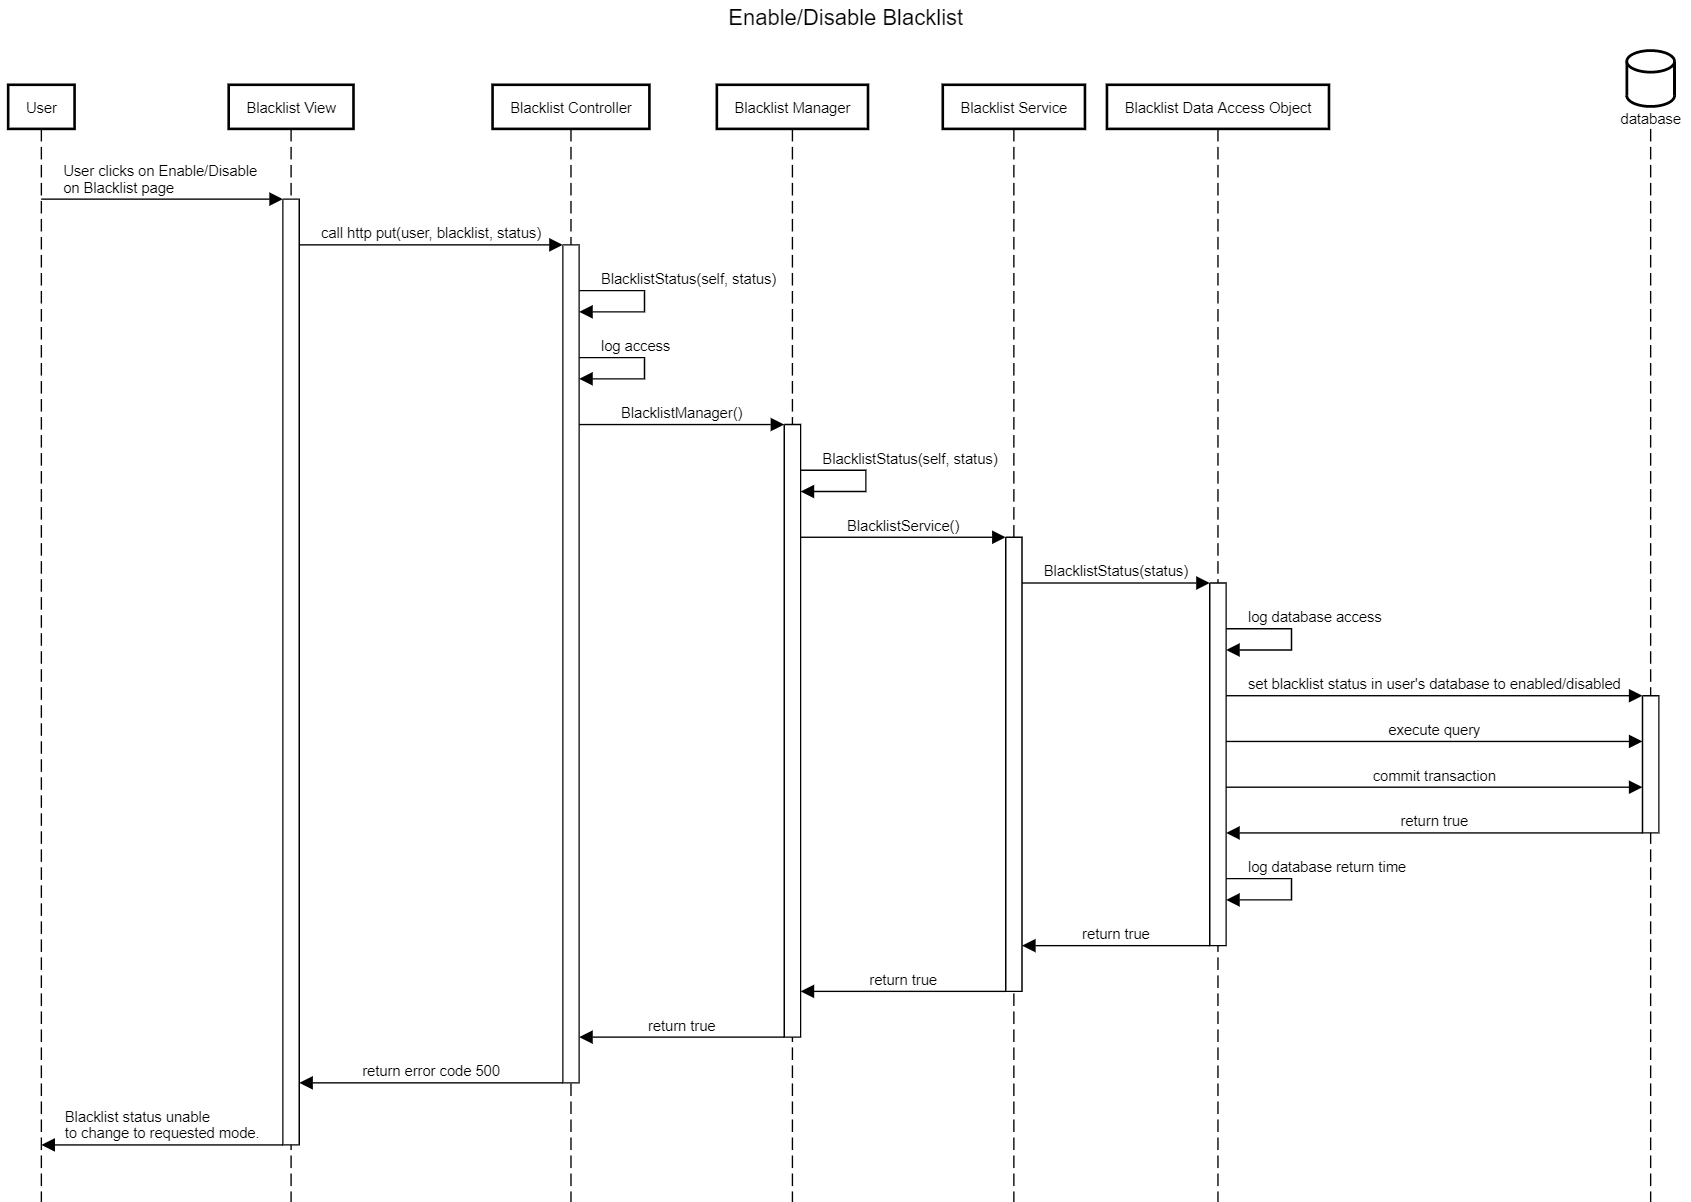 Enable/Disable Blacklist
User
Blacklist View
Blacklist Controller
Blacklist Manager
Blacklist Service
Blacklist Data Access Object
database
User clicks on Enable/Disable
on Blacklist page
call http put(user, blacklist, status)
BlacklistStatus(self, status)
log access
BlacklistManager()
BlacklistStatus(self, status)
BlacklistService()
BlacklistStatus(status)
log database access
set blacklist status in user's database to enabled/disabled
execute query
commit transaction
return true
log database return time
return true
return true
return true
return error code 500
Blacklist status unable
to change to requested mode.